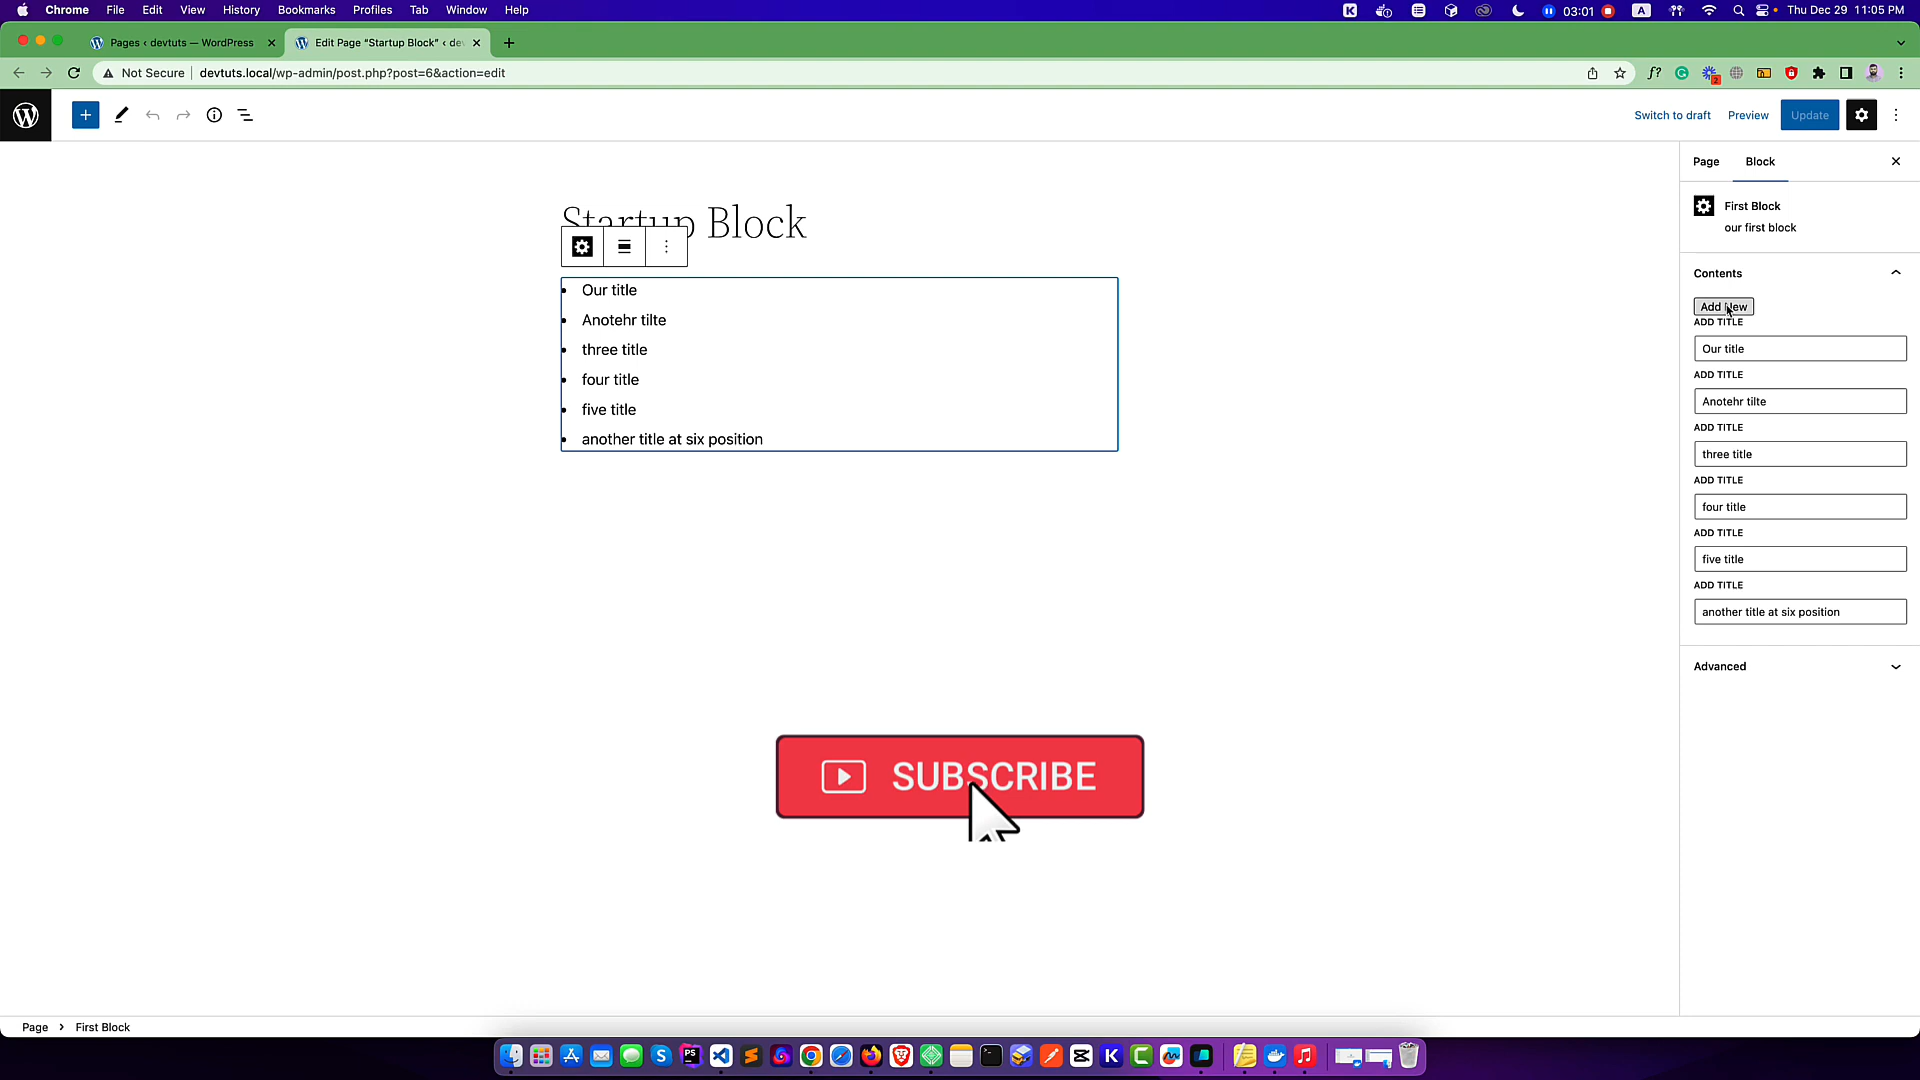 Chrome File Edit View History Bookmarks Profiles Tab Window Help K 03:01 A Thu Dec 29 11:05 PM
Pages ‹ devtuts — WordPress Edit Page “Startup Block” ‹ dev
Not Secure devtuts.local/wp-admin/post.php?post=6&action=edit f? 2
Switch to draft Preview Update
Page Block
First Block
our first block
Startup Block
Contents
Add New
ADD TITLE
Our title
ADD TITLE
Anotehr tilte
ADD TITLE
three title
ADD TITLE
four title
ADD TITLE
five title
ADD TITLE
another title at six position
Advanced
Our title
Anotehr tilte
three title
four title
five title
another title at six position
SUBSCRIBE
Page First Block
PS